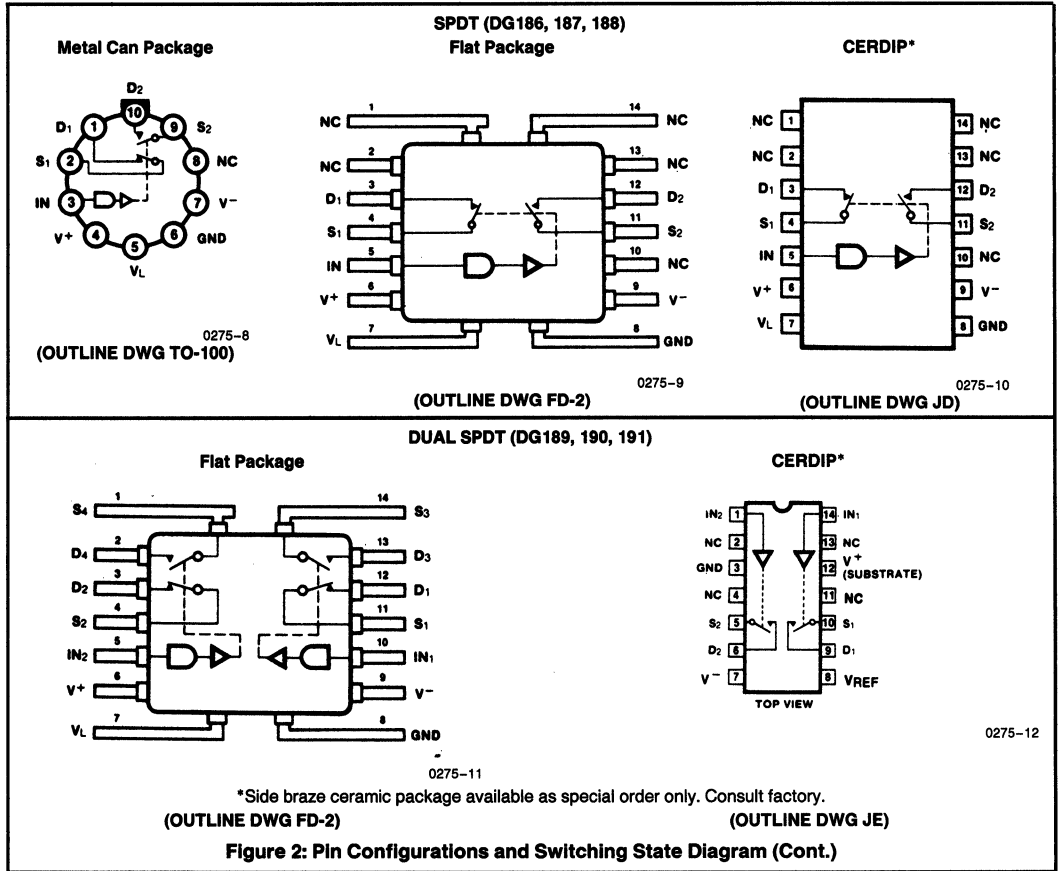 SPDT (DG186, 187, 188)
Metal Can Package
Flat Package
CERDIP*
D2
10
D1 1
9 S2
S1 2
8 NC
IN 3
7 V−
V+ 4
6 GND
5
VL
0275–8
(OUTLINE DWG TO-100)
1
NC
2
NC
3
D1
4
S1
5
IN
6
V+
7
VL
14
NC
13
NC
12
D2
11
S2
10
NC
9
V−
8
GND
0275–9
(OUTLINE DWG FD-2)
NC 1
NC 2
D1 3
S1 4
IN 5
V+ 6
VL 7
14 NC
13 NC
12 D2
11 S2
10 NC
9 V−
8 GND
0275–10
(OUTLINE DWG JD)
DUAL SPDT (DG189, 190, 191)
Flat Package
CERDIP*
1
S4
2
D4
3
D2
4
S2
5
IN2
6
V+
7
VL
14
S3
13
D3
12
D1
11
S1
10
IN1
9
V−
8
GND
0275–11
IN2 1
NC 2
GND 3
NC 4
S2 5
D2 6
V− 7
14 IN1
13 NC
12 V+
(SUBSTRATE)
11 NC
10 S1
9 D1
8 VREF
TOP VIEW
0275–12
*Side braze ceramic package available as special order only. Consult factory.
(OUTLINE DWG FD-2)
(OUTLINE DWG JE)
Figure 2: Pin Configurations and Switching State Diagram (Cont.)